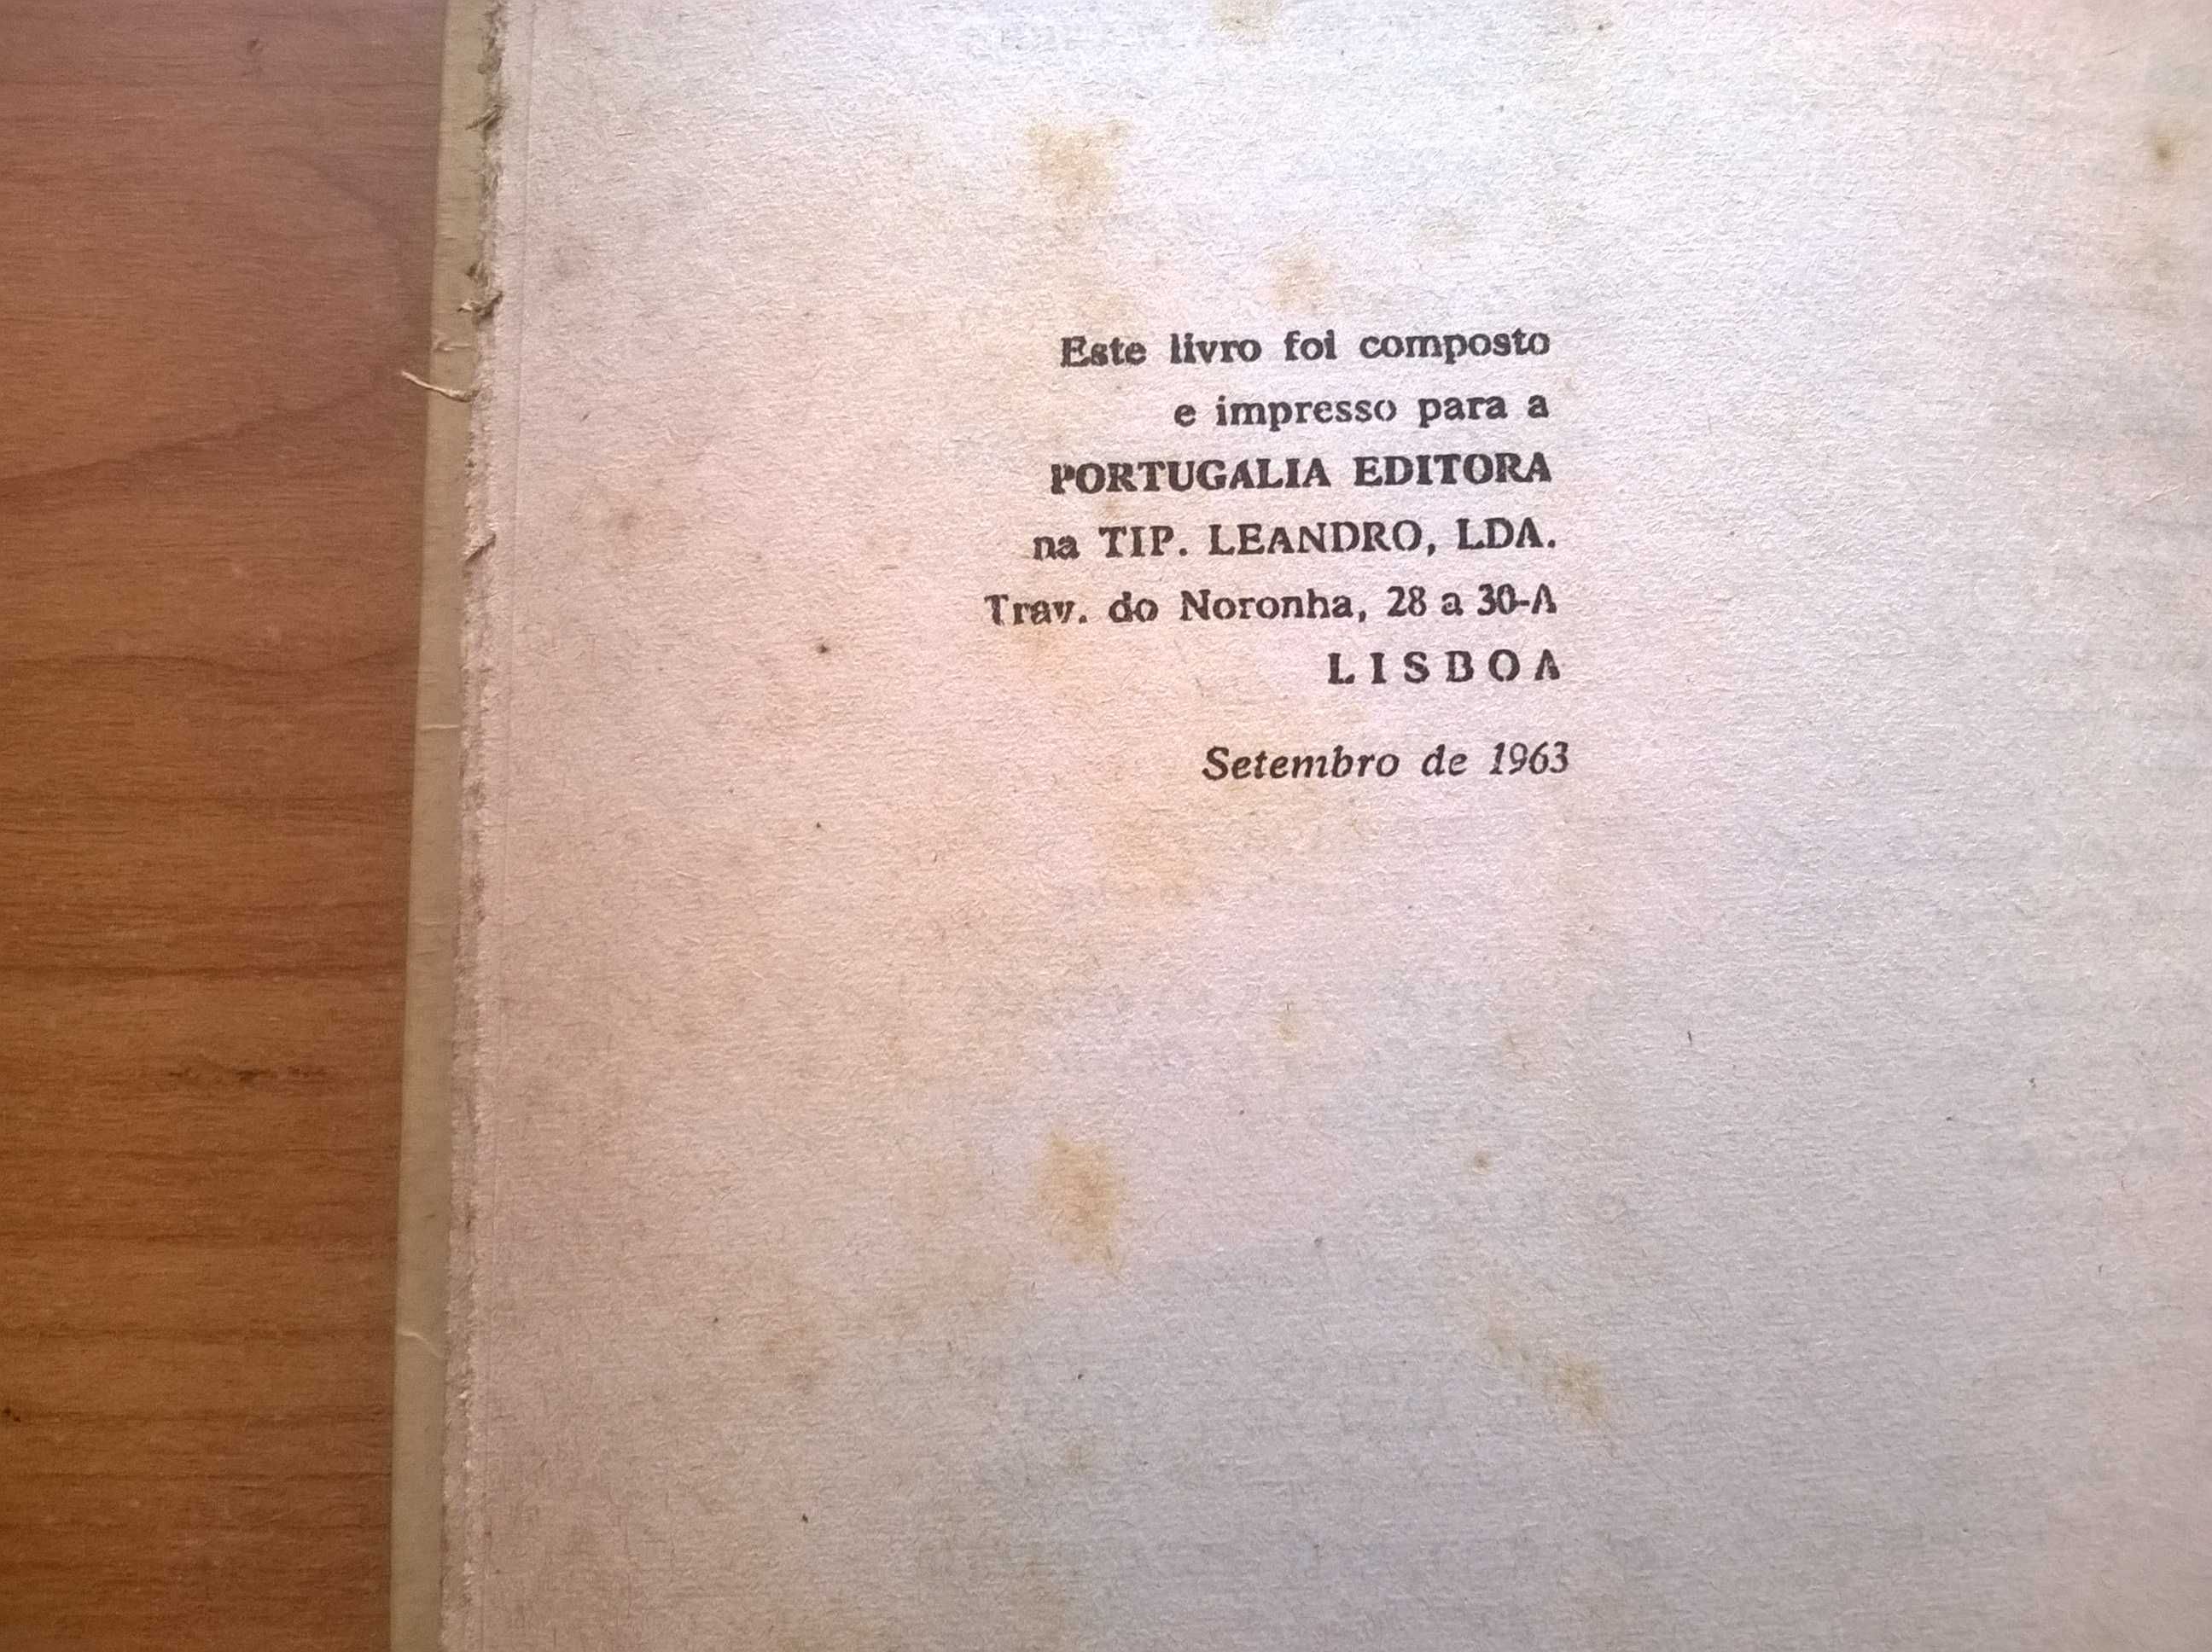 Este livro foi composto
e impresso para a
PORTUGALIA EDITORA
na TIP. LEANDRO, LDA.
Trav. do Noronha, 28 a 30-A
LISBOA
Setembro de 1963